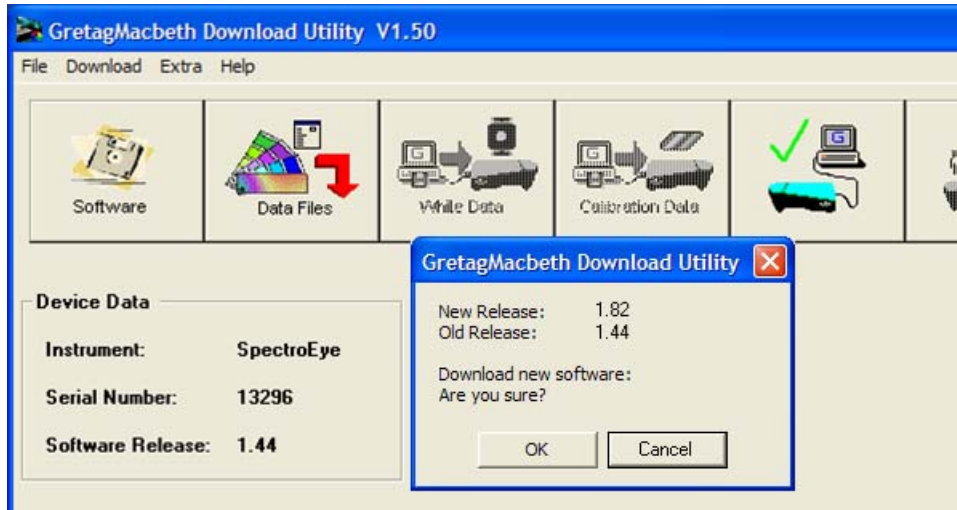 GretagMacbeth Download Utility V1.50
File Download Extra Help
Software
Data Files
White Data
Calibration Data
GretagMacbeth Download Utility
New Release: 1.82
Old Release: 1.44
Download new software:
Are you sure?
OK Cancel
Device Data
Instrument: SpectroEye
Serial Number: 13296
Software Release: 1.44